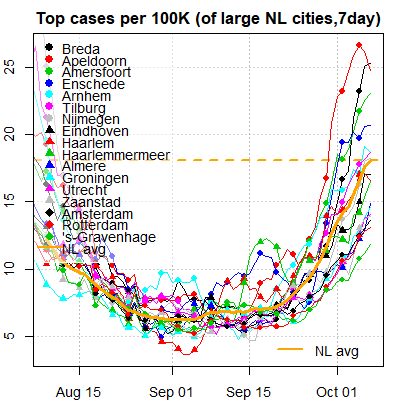 Top cases per 100K (of large NL cities,7day)
Breda
Apeldoorn
Amersfoort
Enschede
Arnhem
Tilburg
Nijmegen
Eindhoven
Haarlem
Haarlemmermeer
Almere
Groningen
Utrecht
Zaanstad
Amsterdam
Rotterdam
's-Gravenhage
NL avg
25
20
15
10
5
NL avg
Aug 15
Sep 01
Sep 15
Oct 01